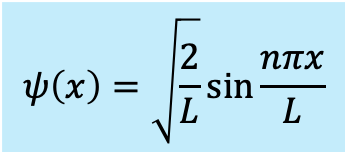 ψ(x) = √(2/L) sin nπx/L